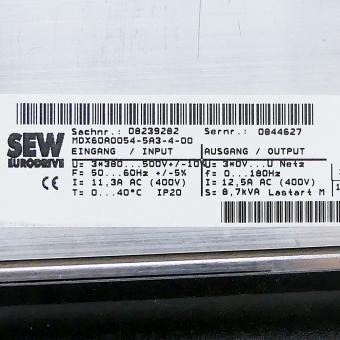 Sachnr.: 08239282 Sernr.: 0844627
MDX60A0054-5A3-4-00
SEW
EURODRIVE
EINGANG / INPUT AUSGANG / OUTPUT
U= 3*380...500V+/-10% U= 3*0V...U Netz
F= 50...60Hz +/-5% f= 0...180Hz
I= 11,3A AC (400V) I= 12,5A AC (400V)
T= 0...40°C IP20 S= 8,7kVA Lastart M
CE